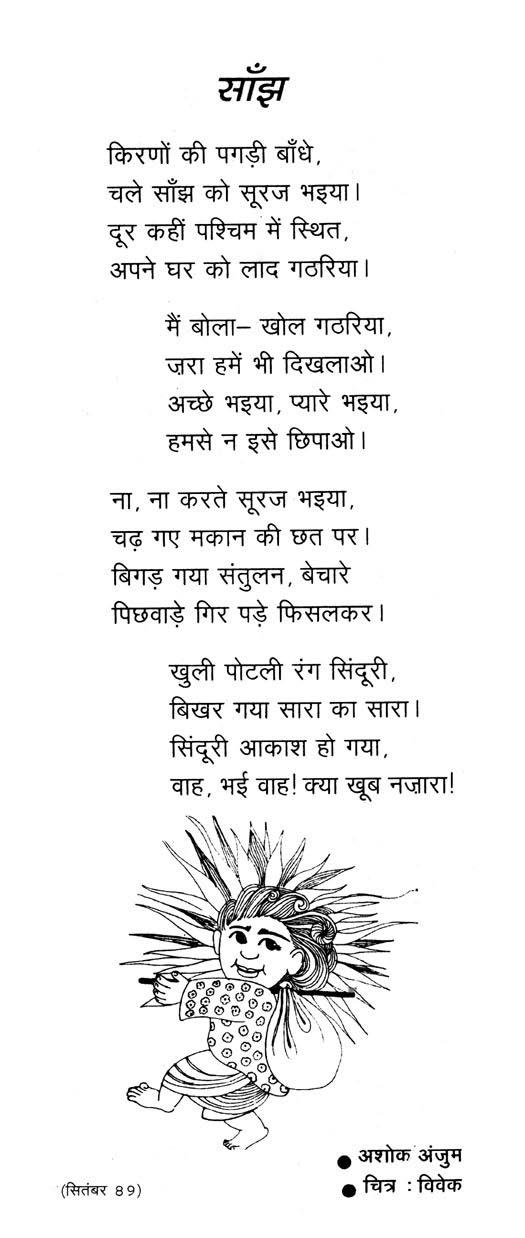 साँझ
किरणों की पगड़ी बाँधे,
चले साँझ को सूरज भइया।
दूर कहीं पश्चिम में स्थित,
अपने घर को लाद गठरिया।
मैं बोला– खोल गठरिया,
ज़रा हमें भी दिखलाओ।
अच्छे भइया, प्यारे भइया,
हमसे न इसे छिपाओ।
ना, ना करते सूरज भइया,
चढ़ गए मकान की छत पर।
बिगड़ गया संतुलन, बेचारे
पिछवाड़े गिर पड़े फिसलकर।
खुली पोटली रंग सिंदूरी,
बिखर गया सारा का सारा।
सिंदूरी आकाश हो गया,
वाह, भई वाह! क्या खूब नज़ारा!
● अशोक अंजुम
● चित्र : विवेक
(सितंबर 89)